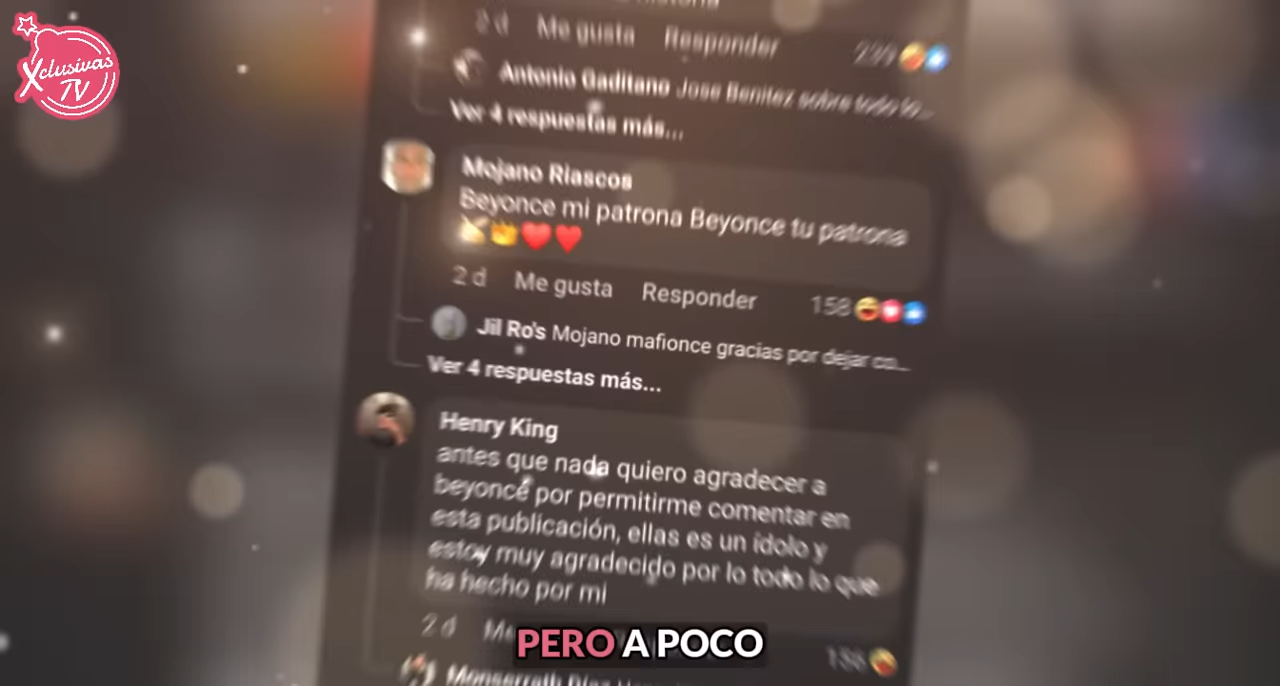 Xclusivas
TV
2 d Me gusta Responder 239
Antonio Gaditano Jose Benitez sobre todo lo...
Ver 4 respuestas más...
Mojano Riascos
Beyonce mi patrona Beyonce tu patrona
2 d Me gusta Responder 158
Jil Ro's Mojano mafionce gracias por dejar co...
Ver 4 respuestas más...
Henry King
antes que nada quiero agradecer a
beyoncé por permitirme comentar en
esta publicación, ellas es un ídolo y
estoy muy agradecido por lo todo lo que
ha hecho por mi
2 d
PERO A POCO